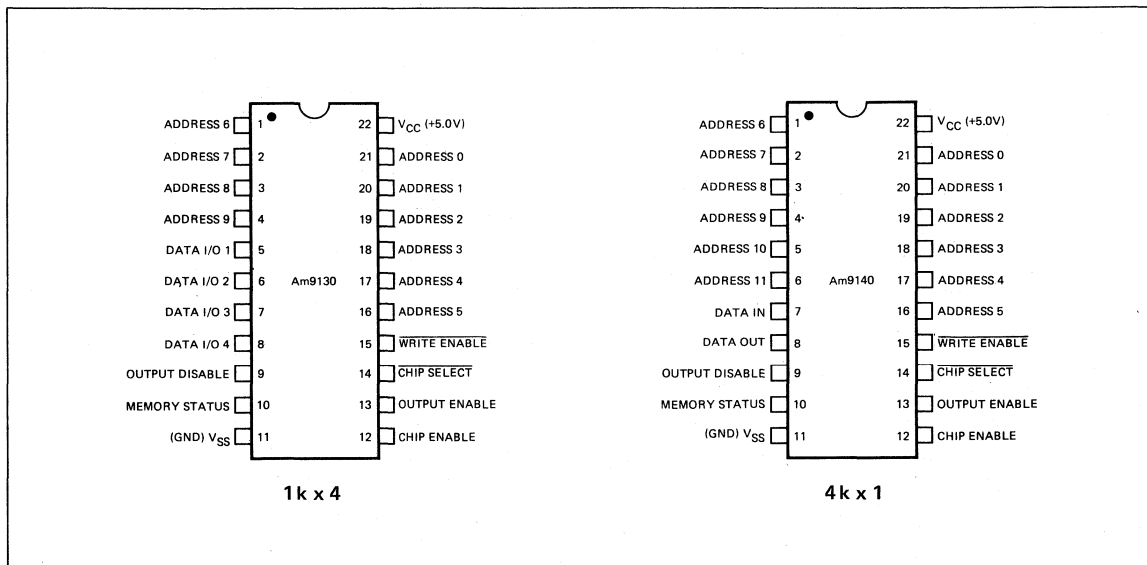 ADDRESS 6 1 22 VCC (+5.0V)
ADDRESS 7 2 21 ADDRESS 0
ADDRESS 8 3 20 ADDRESS 1
ADDRESS 9 4 19 ADDRESS 2
DATA I/O 1 5 18 ADDRESS 3
DATA I/O 2 6 Am9130 17 ADDRESS 4
DATA I/O 3 7 16 ADDRESS 5
DATA I/O 4 8 15 WRITE ENABLE
OUTPUT DISABLE 9 14 CHIP SELECT
MEMORY STATUS 10 13 OUTPUT ENABLE
(GND) VSS 11 12 CHIP ENABLE
1k x 4
ADDRESS 6 1 22 VCC (+5.0V)
ADDRESS 7 2 21 ADDRESS 0
ADDRESS 8 3 20 ADDRESS 1
ADDRESS 9 4 19 ADDRESS 2
ADDRESS 10 5 18 ADDRESS 3
ADDRESS 11 6 Am9140 17 ADDRESS 4
DATA IN 7 16 ADDRESS 5
DATA OUT 8 15 WRITE ENABLE
OUTPUT DISABLE 9 14 CHIP SELECT
MEMORY STATUS 10 13 OUTPUT ENABLE
(GND) VSS 11 12 CHIP ENABLE
4k x 1